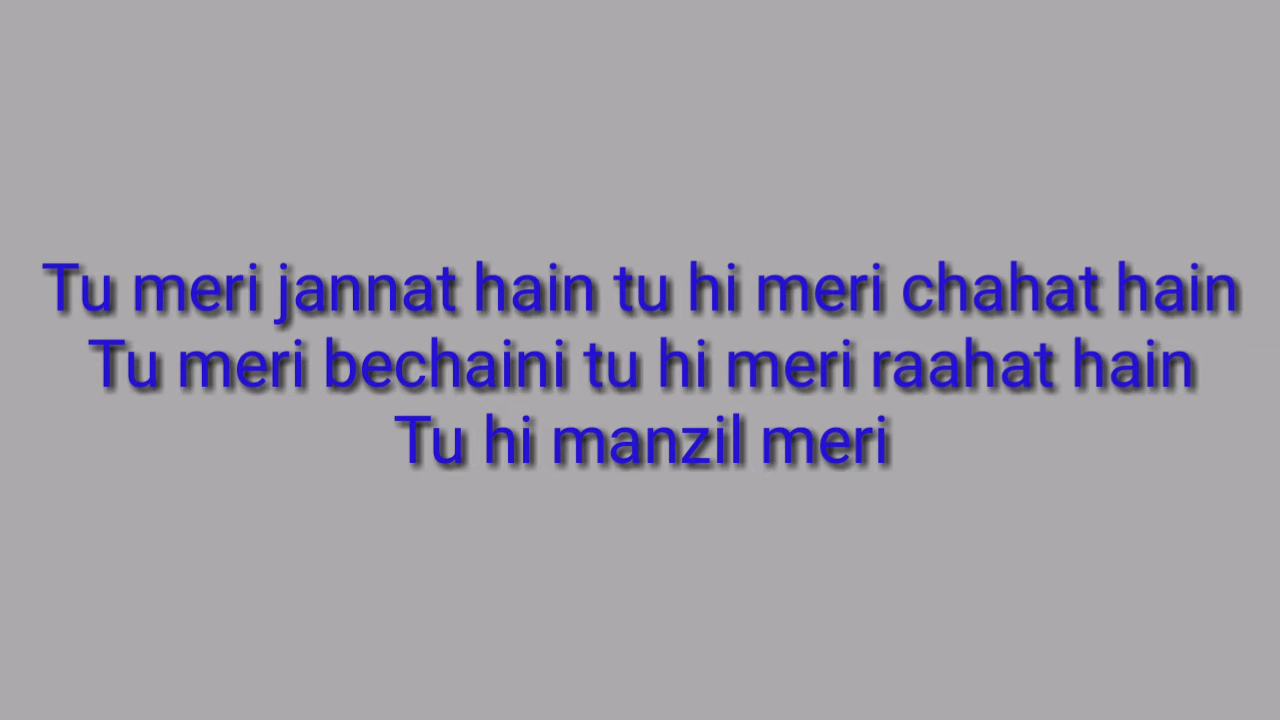 Tu meri jannat hain tu hi meri chahat hain
Tu meri bechaini tu hi meri raahat hain
Tu hi manzil meri